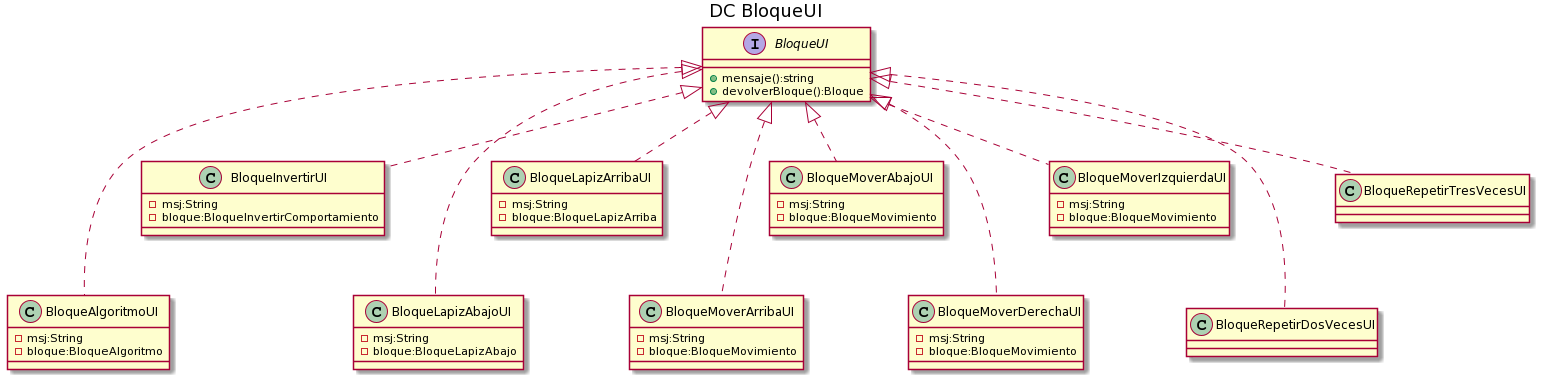 DC BloqueUI
I BloqueUI
mensaje():string
devolverBloque():Bloque
C BloqueInvertirUI
msj:String
bloque:BloqueInvertirComportamiento
C BloqueLapizArribaUI
msj:String
bloque:BloqueLapizArriba
C BloqueMoverAbajoUI
msj:String
bloque:BloqueMovimiento
C BloqueMoverIzquierdaUI
msj:String
bloque:BloqueMovimiento
C BloqueRepetirTresVecesUI
C BloqueAlgoritmoUI
msj:String
bloque:BloqueAlgoritmo
C BloqueLapizAbajoUI
msj:String
bloque:BloqueLapizAbajo
C BloqueMoverArribaUI
msj:String
bloque:BloqueMovimiento
C BloqueMoverDerechaUI
msj:String
bloque:BloqueMovimiento
C BloqueRepetirDosVecesUI